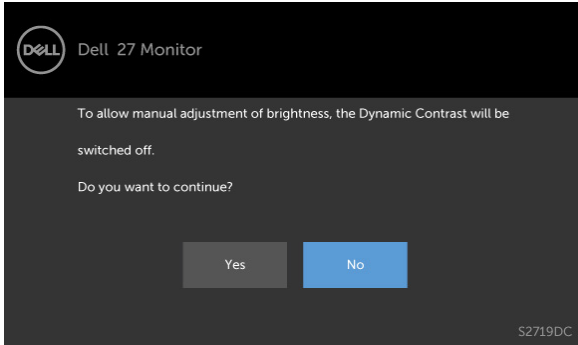 DELL
Dell 27 Monitor
To allow manual adjustment of brightness, the Dynamic Contrast will be
switched off.
Do you want to continue?
Yes
No
S2719DC